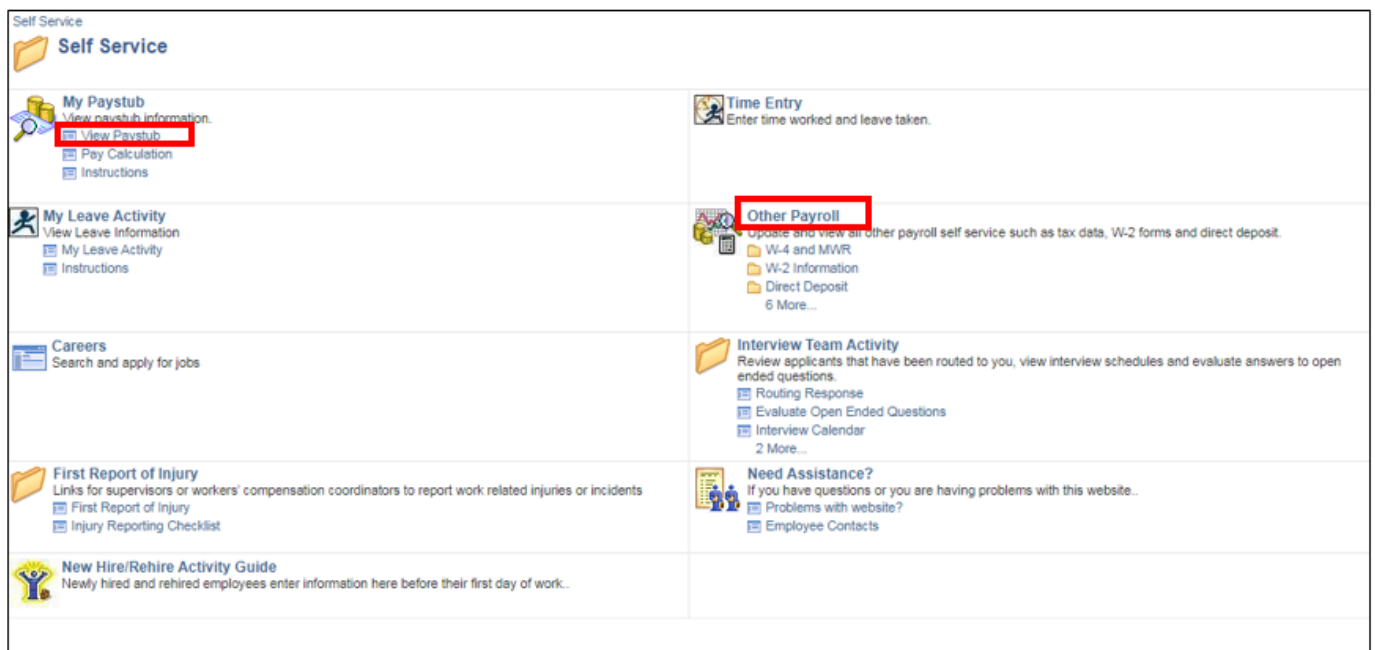 Self Service
Self Service
My Paystub
View paystub information.
View Paystub
Pay Calculation
Instructions
Time Entry
Enter time worked and leave taken.
My Leave Activity
View Leave Information
My Leave Activity
Instructions
Other Payroll
Update and view all other payroll self service such as tax data, W-2 forms and direct deposit.
W-4 and MWR
W-2 Information
Direct Deposit
6 More...
Careers
Search and apply for jobs
Interview Team Activity
Review applicants that have been routed to you, view interview schedules and evaluate answers to open
ended questions.
Routing Response
Evaluate Open Ended Questions
Interview Calendar
2 More...
First Report of Injury
Links for supervisors or workers' compensation coordinators to report work related injuries or incidents
First Report of Injury
Injury Reporting Checklist
Need Assistance?
If you have questions or you are having problems with this website..
Problems with website?
Employee Contacts
New Hire/Rehire Activity Guide
Newly hired and rehired employees enter information here before their first day of work..